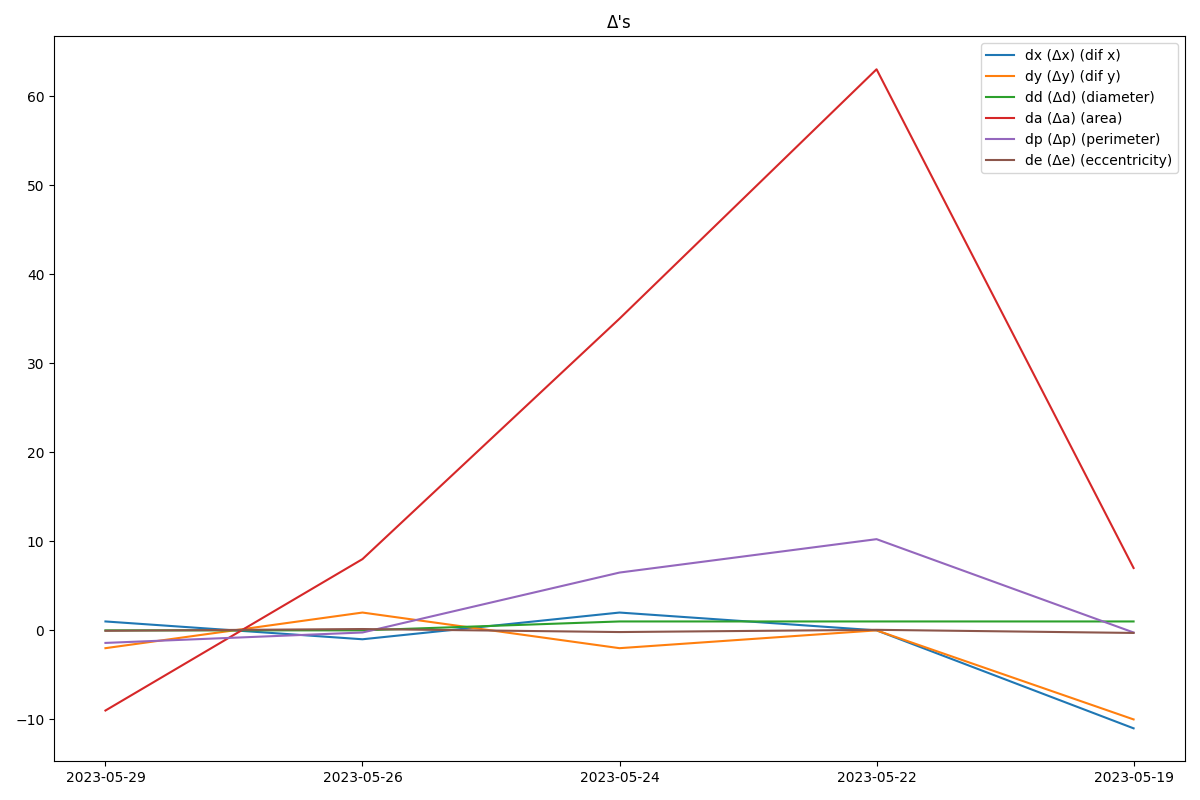 Δ's
dx (Δx) (dif x)
dy (Δy) (dif y)
dd (Δd) (diameter)
da (Δa) (area)
dp (Δp) (perimeter)
de (Δe) (eccentricity)
60
50
40
30
20
10
0
−10
2023-05-29 2023-05-26 2023-05-24 2023-05-22 2023-05-19